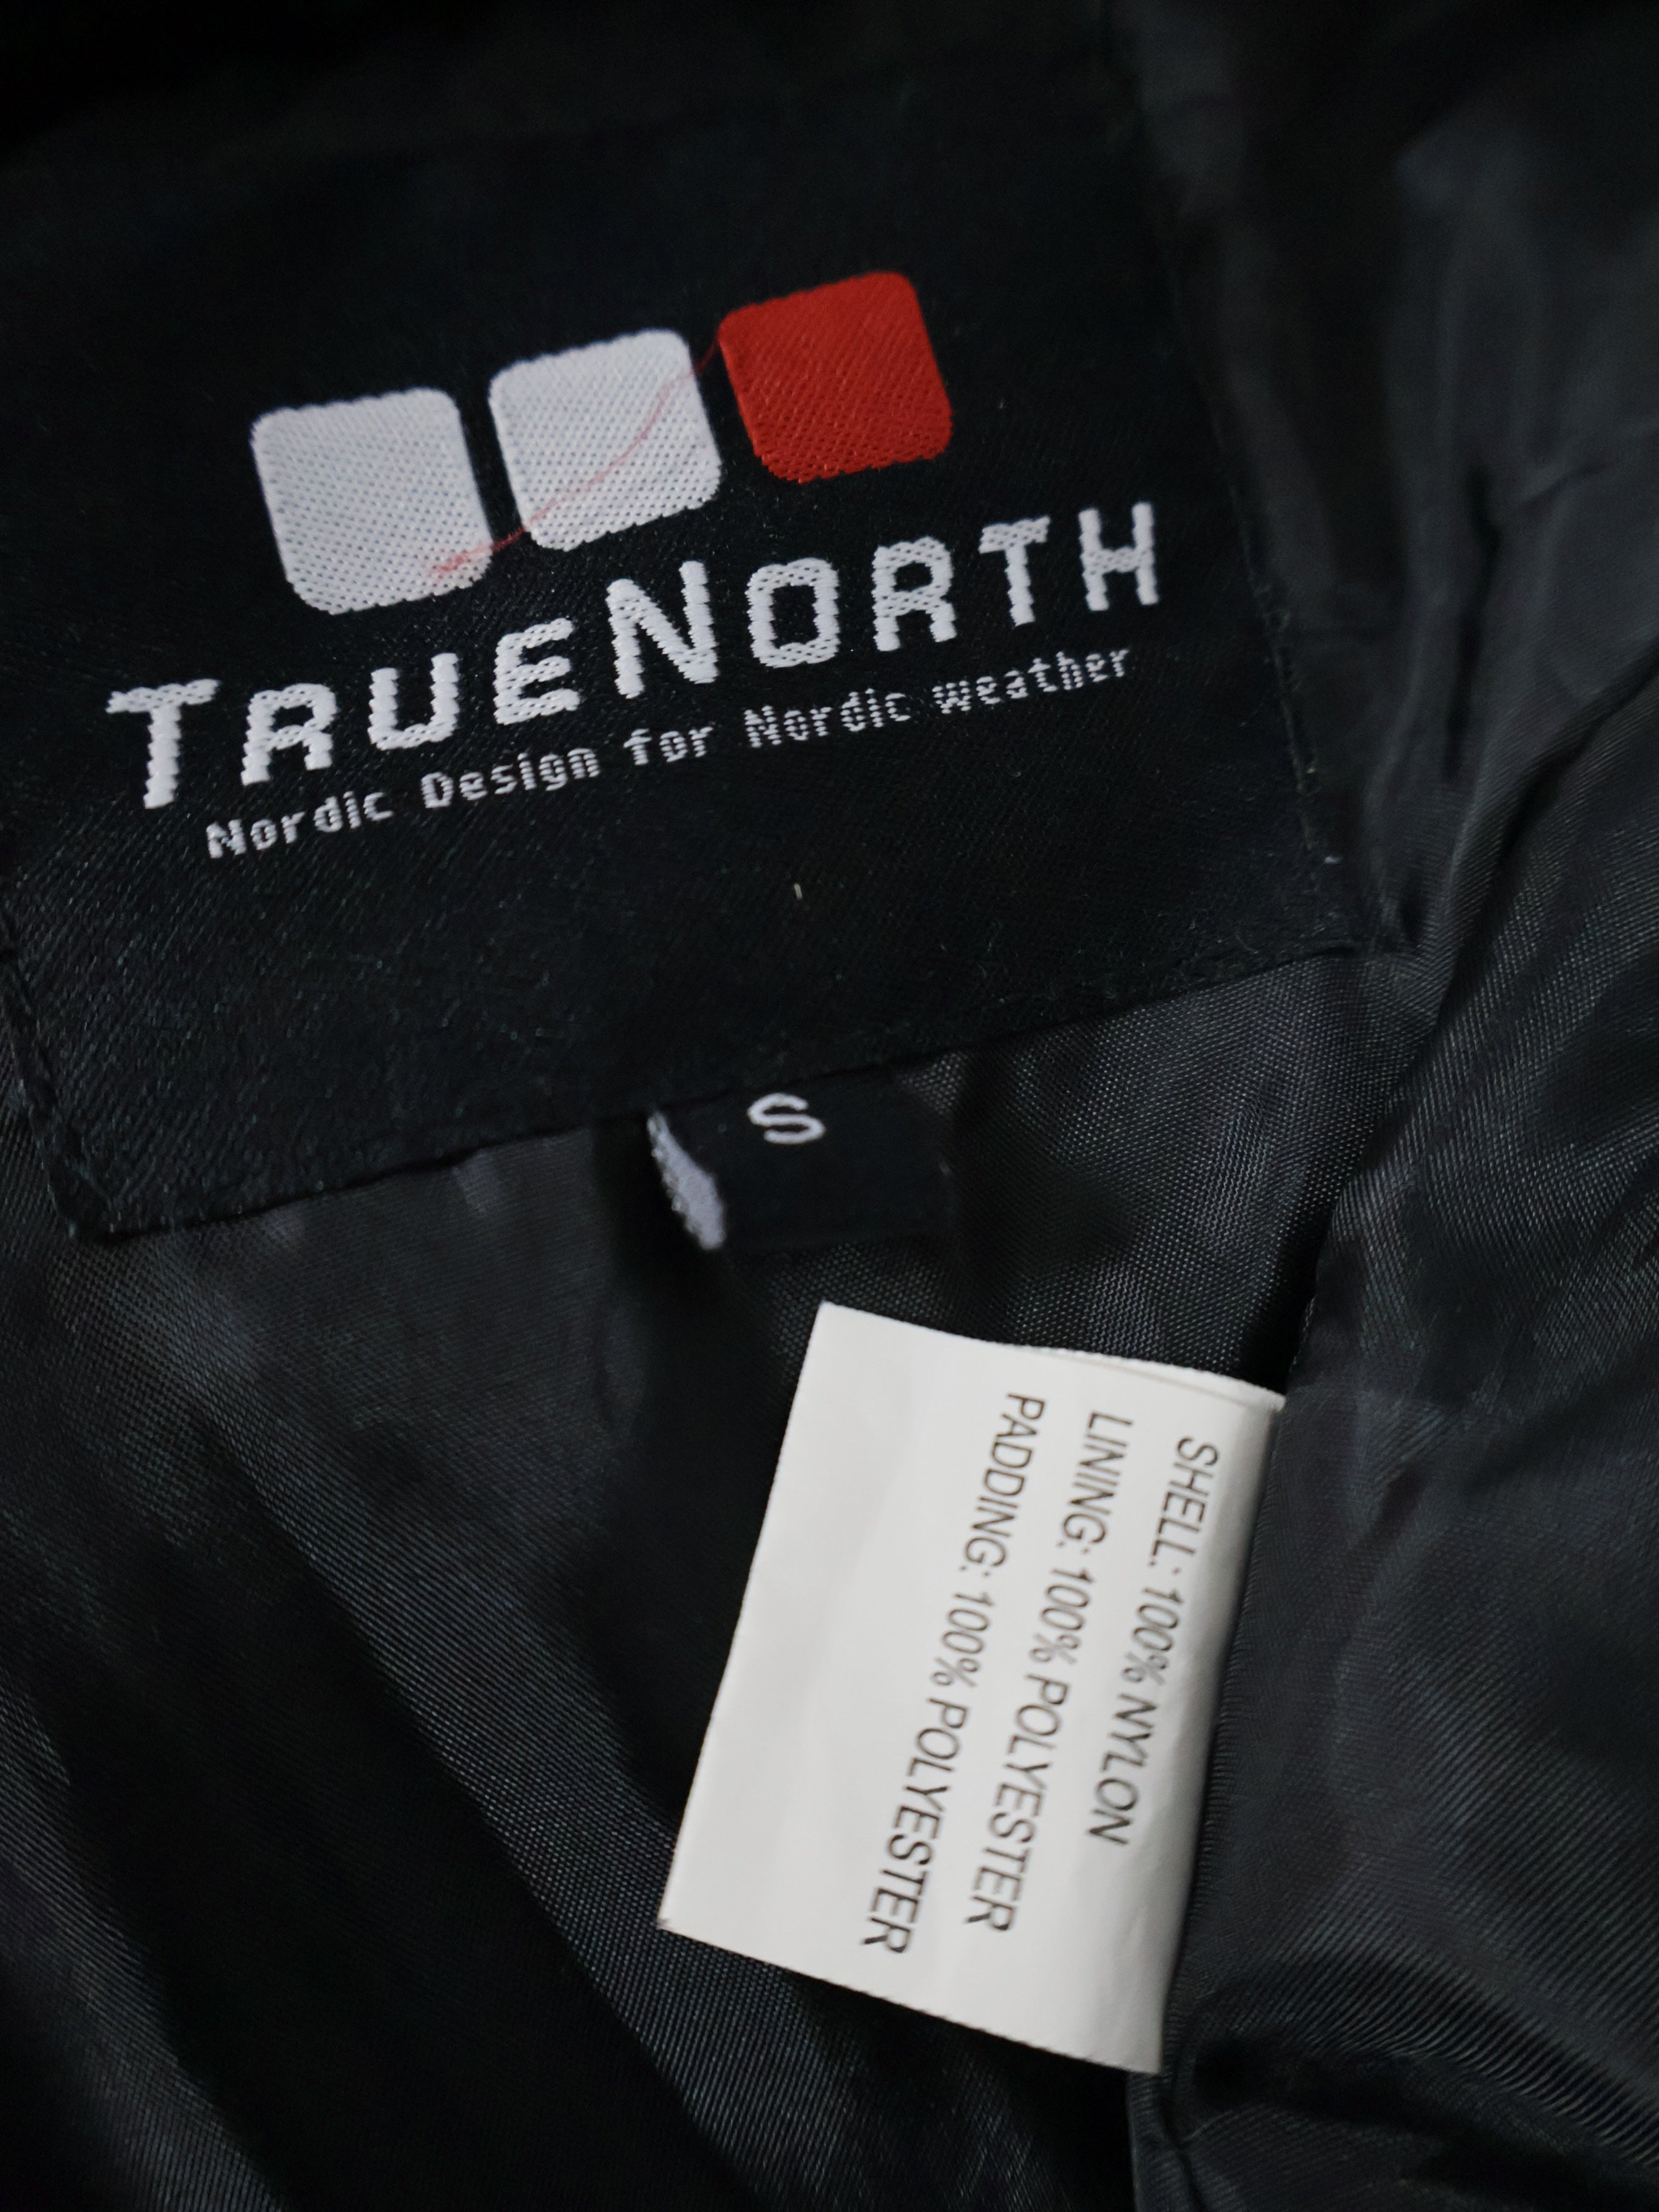 TRUENORTH
Nordic Design for Nordic weather
S
SHELL: 100% NYLON
LINING: 100% POLYESTER
PADDING: 100% POLYESTER